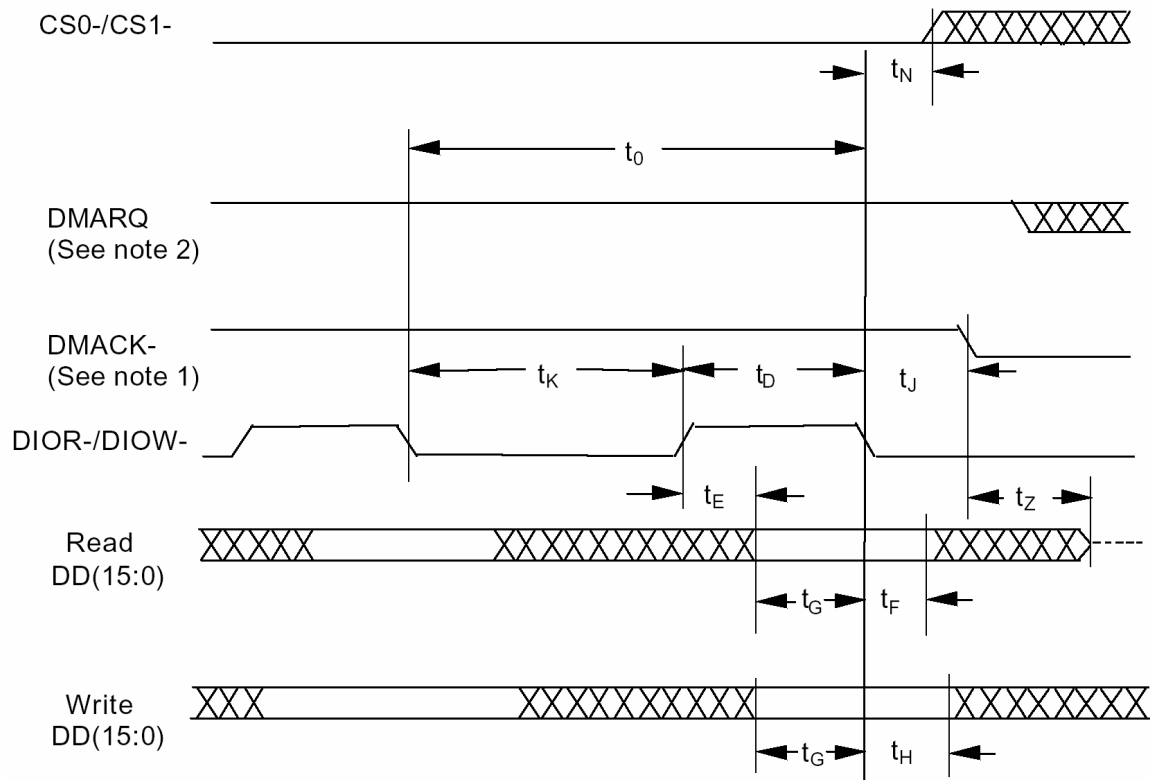 CS0-/CS1-
tN
t0
DMARQ
(See note 2)
DMACK-
(See note 1)
tK
tD
tJ
DIOR-/DIOW-
tE
tZ
Read
DD(15:0)
tG
tF
Write
DD(15:0)
tG
tH